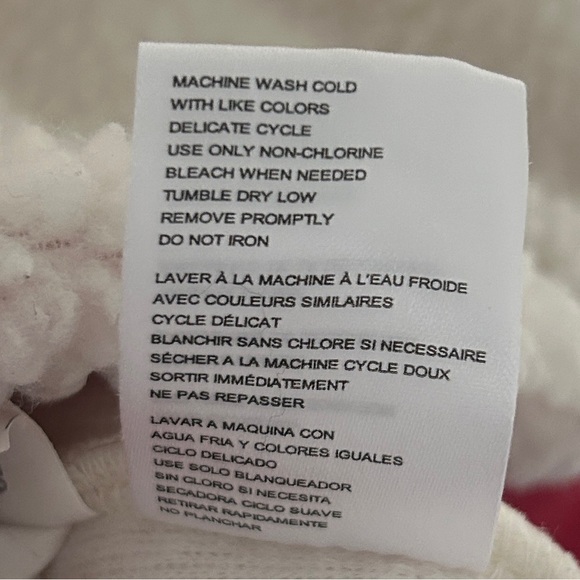 MACHINE WASH COLD
WITH LIKE COLORS
DELICATE CYCLE
USE ONLY NON-CHLORINE
BLEACH WHEN NEEDED
TUMBLE DRY LOW
REMOVE PROMPTLY
DO NOT IRON
LAVER À LA MACHINE À L'EAU FROIDE
AVEC COULEURS SIMILAIRES
CYCLE DÉLICAT
BLANCHIR SANS CHLORE SI NECESSAIRE
SÉCHER A LA MACHINE CYCLE DOUX
SORTIR IMMÉDIATEMENT
NE PAS REPASSER
LAVAR A MAQUINA CON
AGUA FRIA Y COLORES IGUALES
CICLO DELICADO
USE SOLO BLANQUEADOR
SIN CLORO SI NECESITA
SECADORA CICLO SUAVE
RETIRAR RAPIDAMENTE
NO PLANCHAR